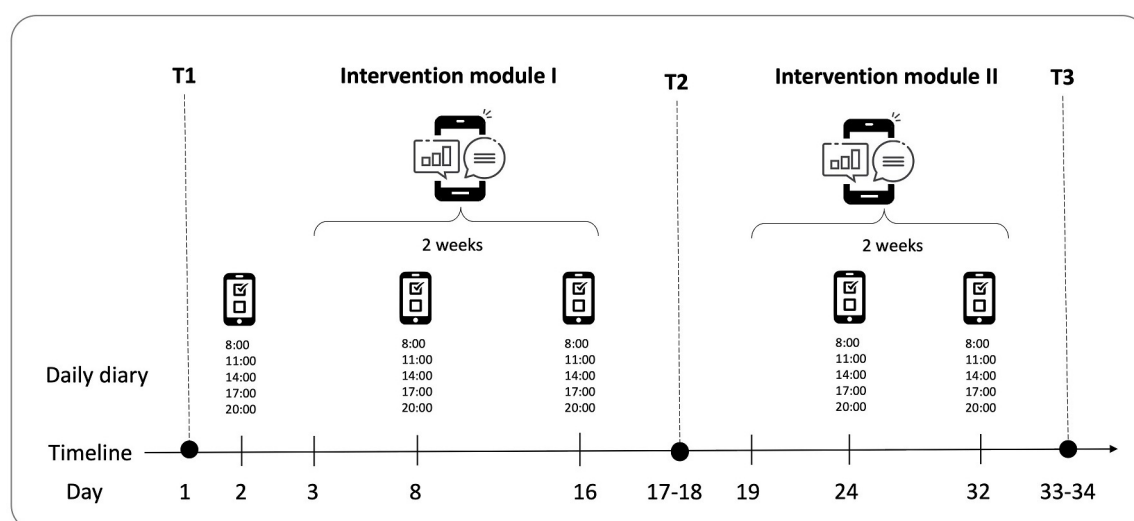 T1
Intervention module I
T2
Intervention module II
T3
2 weeks
2 weeks
Daily diary
8:00
11:00
14:00
17:00
20:00
8:00
11:00
14:00
17:00
20:00
8:00
11:00
14:00
17:00
20:00
8:00
11:00
14:00
17:00
20:00
8:00
11:00
14:00
17:00
20:00
Timeline
Day 1 2 3 8 16 17-18 19 24 32 33-34